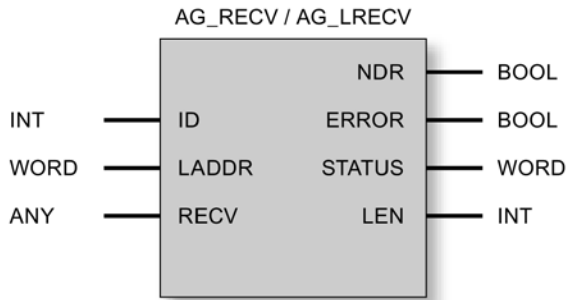 AG_RECV / AG_LRECV
NDR BOOL
INT ID ERROR BOOL
WORD LADDR STATUS WORD
ANY RECV LEN INT